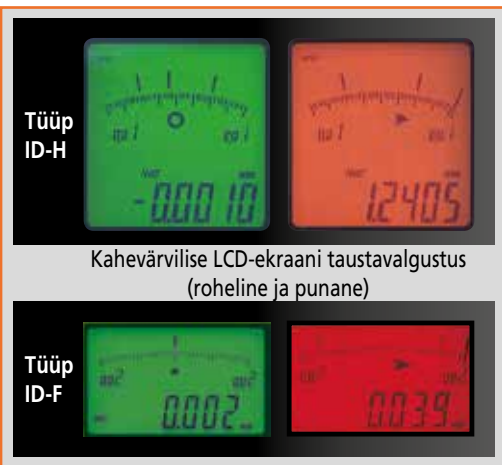 Tüüp
ID-H
-0.0010
1.2405
Kahevärvilise LCD-ekraani taustavalgustus
(roheline ja punane)
Tüüp
ID-F
0.002
0.039